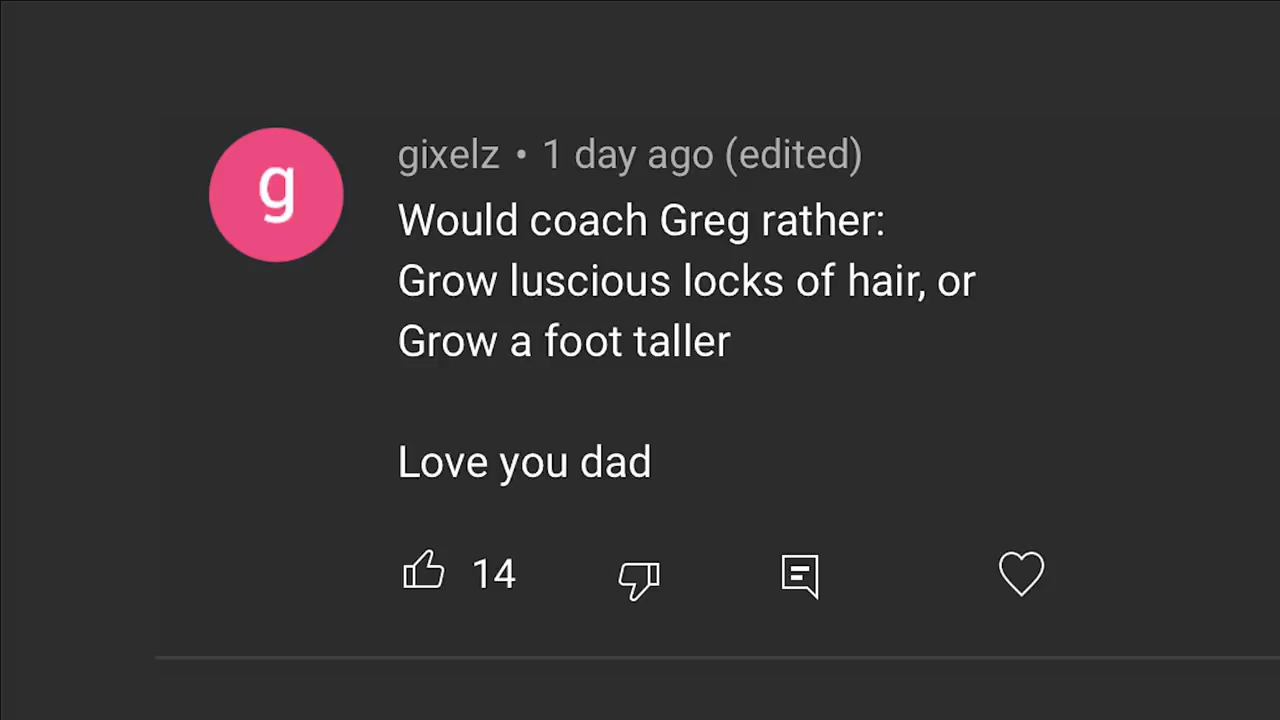 g
gixelz • 1 day ago (edited)
Would coach Greg rather:
Grow luscious locks of hair, or
Grow a foot taller
Love you dad
14